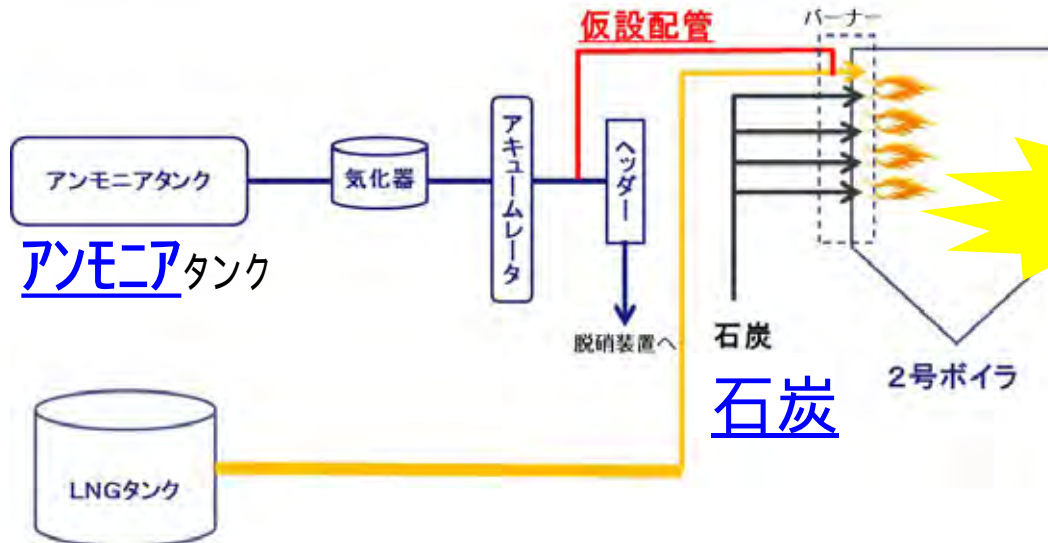 仮設配管
バーナー
アンモニアタンク
気化器
アキュームレータ
ヘッダー
アンモニアタンク
脱硝装置へ
石炭
石炭
2号ボイラ
LNGタンク